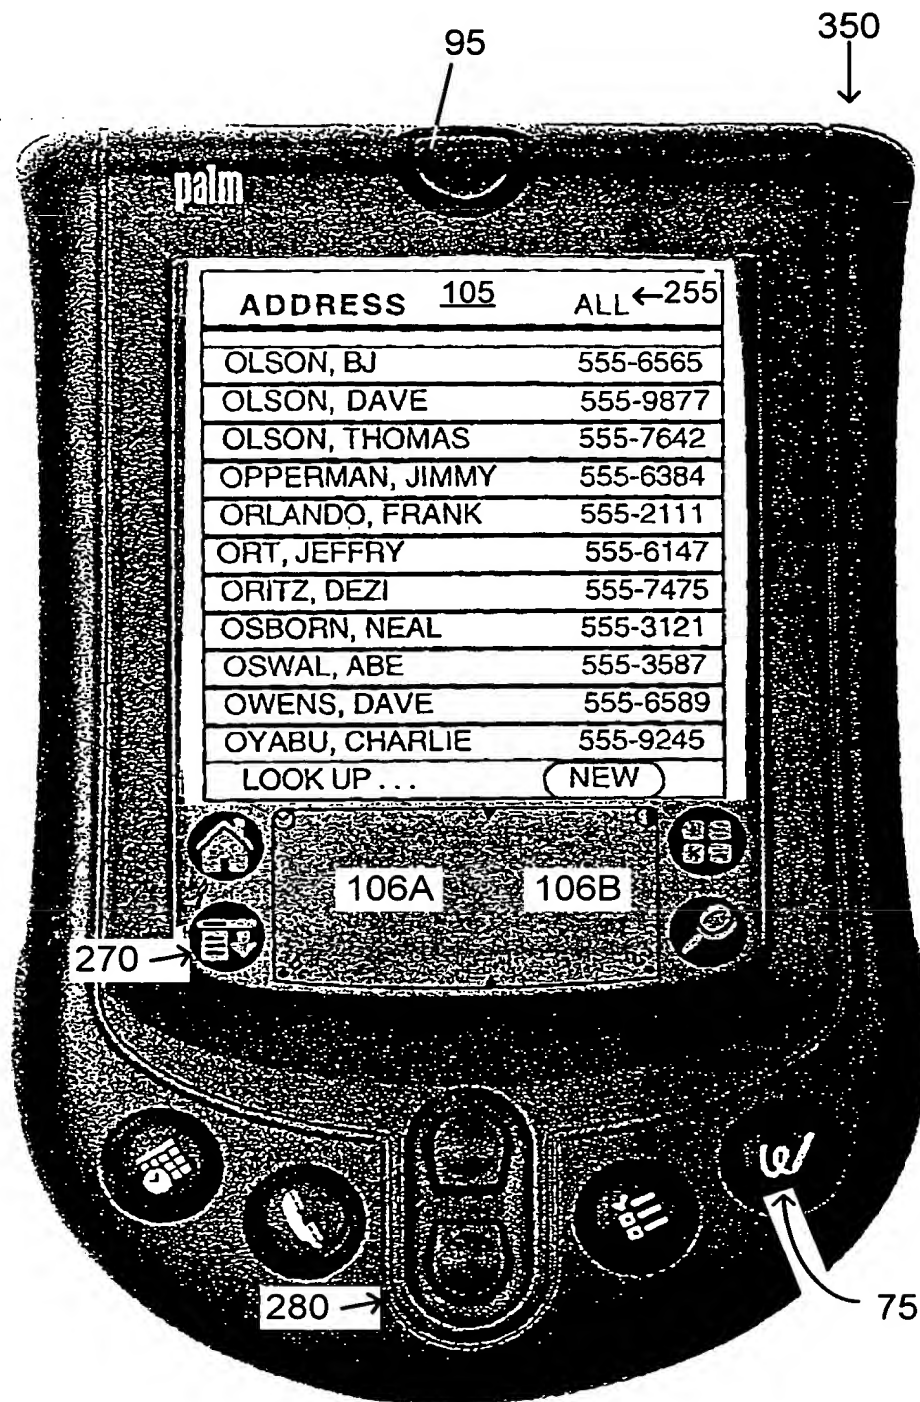 350
95
palm
ADDRESS 105 ALL ←255
OLSON, BJ 555-6565
OLSON, DAVE 555-9877
OLSON, THOMAS 555-7642
OPPERMAN, JIMMY 555-6384
ORLANDO, FRANK 555-2111
ORT, JEFFRY 555-6147
ORITZ, DEZI 555-7475
OSBORN, NEAL 555-3121
OSWAL, ABE 555-3587
OWENS, DAVE 555-6589
OYABU, CHARLIE 555-9245
LOOK UP . . . NEW
106A 106B
270
280
75